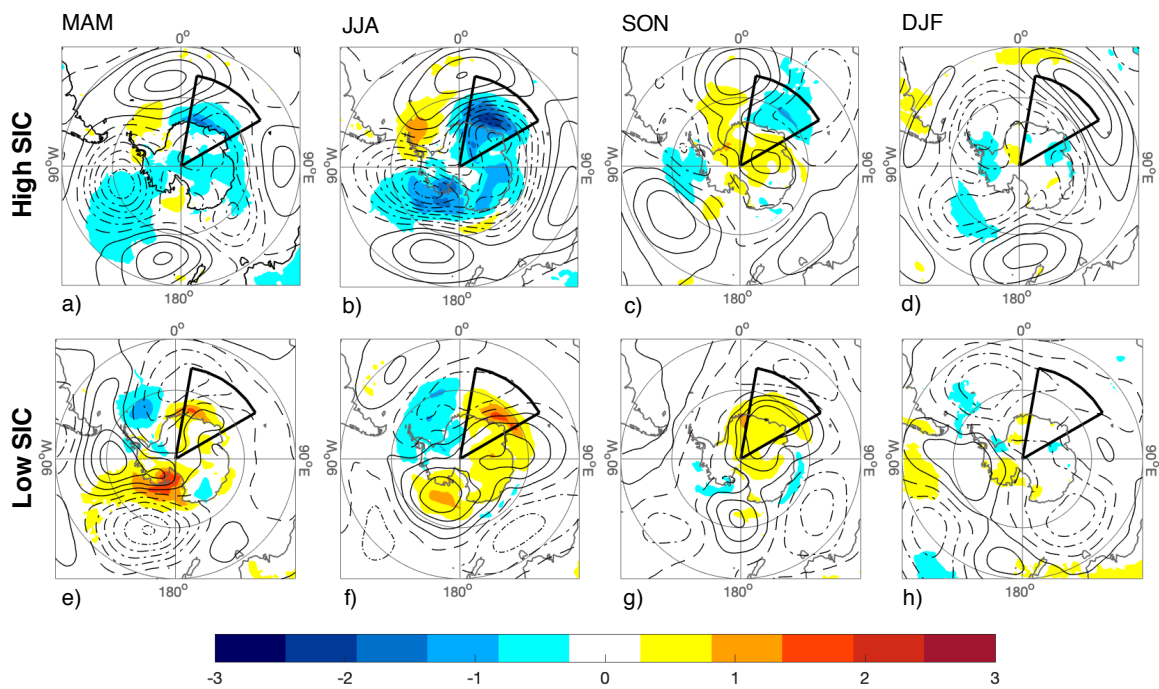 MAM JJA SON DJF
0° 0° 0° 0°
High SIC
90°W 90°E 90°W 90°E 90°W 90°E 90°W 90°E
180° 180° 180° 180°
a) b) c) d)
0° 0° 0° 0°
Low SIC
90°W 90°E 90°W 90°E 90°W 90°E 90°W 90°E
180° 180° 180° 180°
e) f) g) h)
-3 -2 -1 0 1 2 3